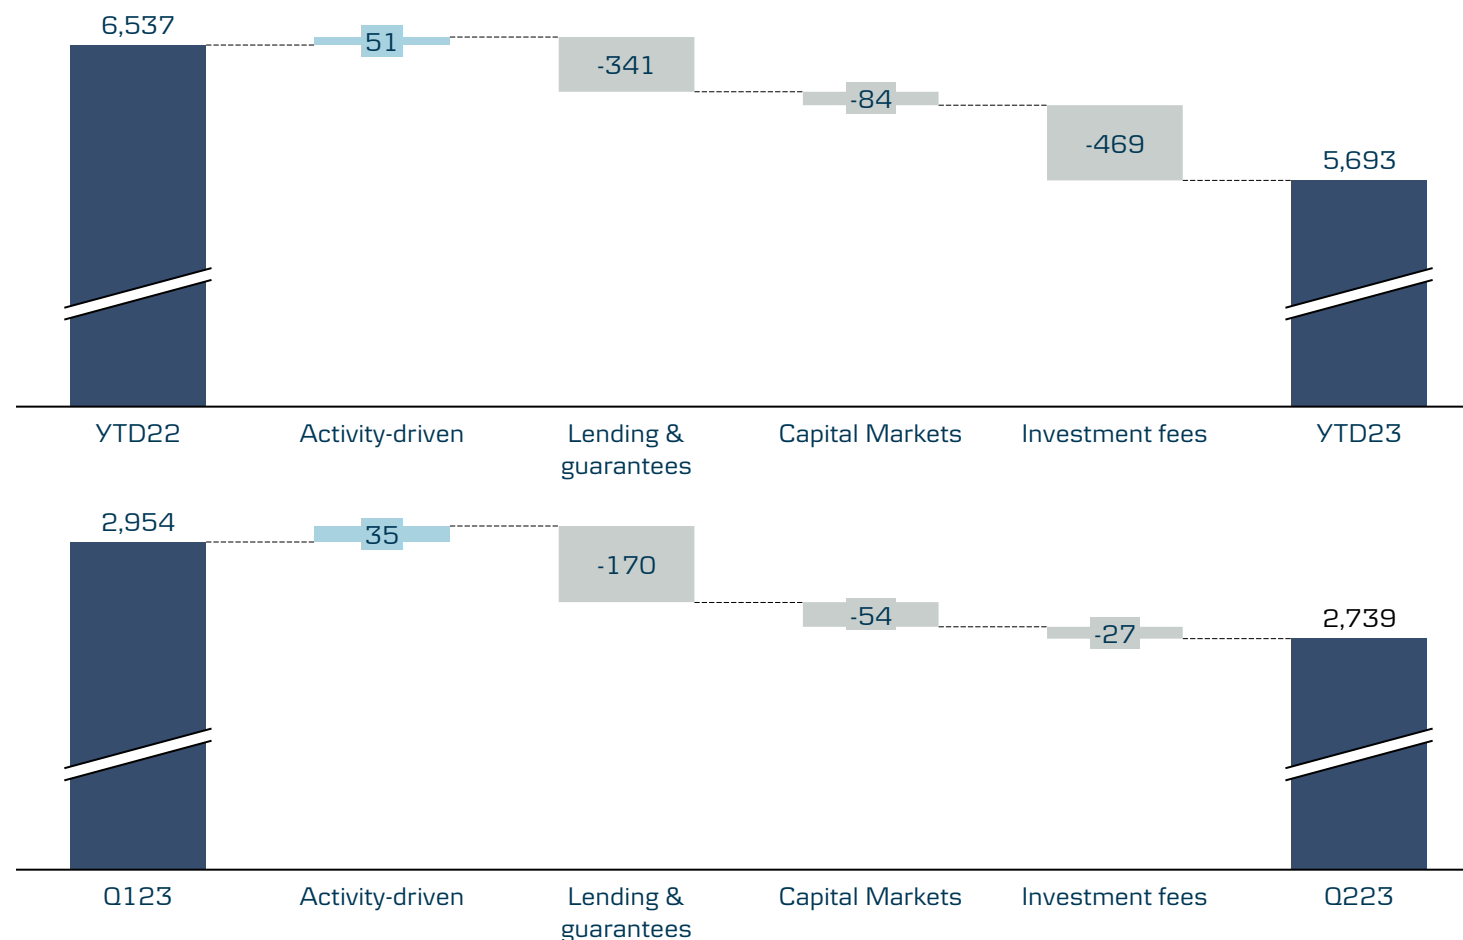 6,537
51
-341
-84
-469
5,693
YTD22
Activity-driven
Lending &
guarantees
Capital Markets
Investment fees
YTD23
2,954
35
-170
-54
-27
2,739
Q123
Activity-driven
Lending &
guarantees
Capital Markets
Investment fees
Q223